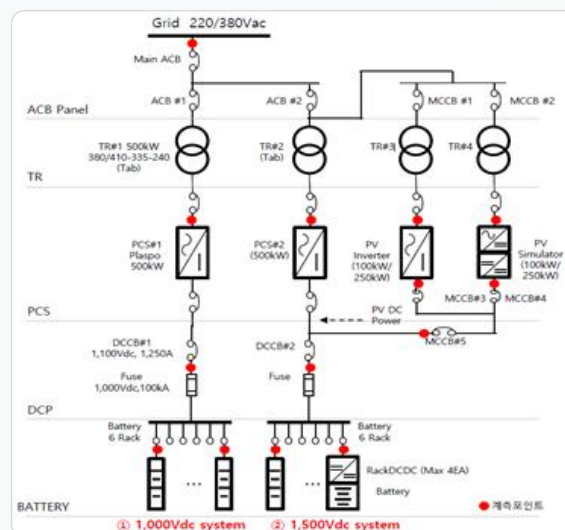 Grid 220/380Vac
Main ACB
ACB #1
ACB #2
MCCB #1
MCCB #2
ACB Panel
TR#1 500kW
380/410-335-240
(Tab)
TR#2
(Tab)
TR#3
TR#4
TR
PCS#1
Plaspo
500kW
PCS#2
(500kW)
PV
Inverter
(100kW/
250kW)
PV
Simulator
(100kW/
250kW)
MCCB#3
MCCB#4
PCS
PV DC
Power
DCCB#1
1,100Vdc, 1,250A
DCCB#2
MCCB#5
Fuse
1,000Vdc,100kA
Fuse
DCP
Battery
6 Rack
Battery
6 Rack
RackDCDC (Max 4EA)
Battery
...
...
계측포인트
BATTERY
① 1,000Vdc system
② 1,500Vdc system